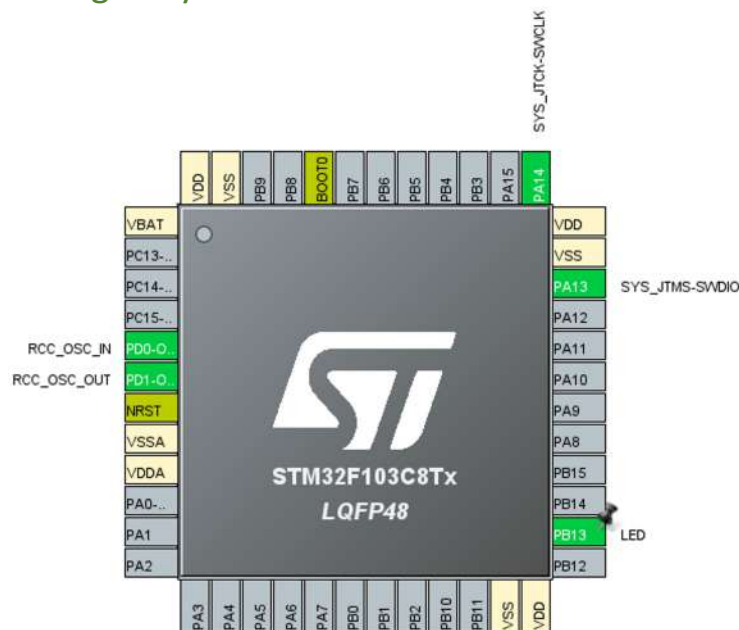 SYS_JTCK-SWCLK
VDD VSS PB9 PB8 BOOT0 PB7 PB6 PB5 PB4 PB3 PA15 PA14
VBAT
PC13-..
PC14-..
PC15-..
RCC_OSC_IN PD0-O..
RCC_OSC_OUT PD1-O..
NRST
VSSA
VDDA
PA0-..
PA1
PA2
ST
STM32F103C8Tx
LQFP48
VDD
VSS
PA13 SYS_JTMS-SWDIO
PA12
PA11
PA10
PA9
PA8
PB15
PB14
PB13 LED
PB12
PA3 PA4 PA5 PA6 PA7 PB0 PB1 PB2 PB10 PB11 VSS VDD